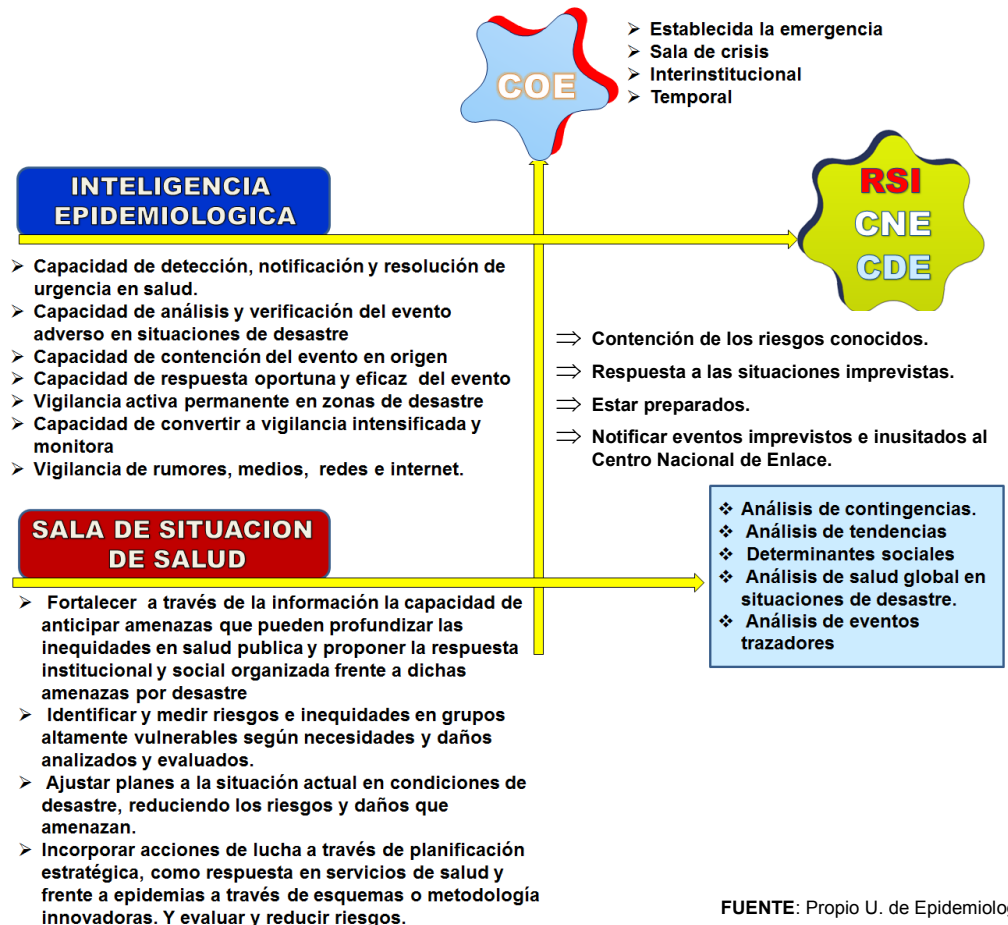 COE
➢ Establecida la emergencia
➢ Sala de crisis
➢ Interinstitucional
➢ Temporal
INTELIGENCIA
EPIDEMIOLOGICA
RSI
CNE
CDE
➢ Capacidad de detección, notificación y resolución de
urgencia en salud.
➢ Capacidad de análisis y verificación del evento
adverso en situaciones de desastre
➢ Capacidad de contención del evento en origen
➢ Capacidad de respuesta oportuna y eficaz del evento
➢ Vigilancia activa permanente en zonas de desastre
➢ Capacidad de convertir a vigilancia intensificada y
monitora
➢ Vigilancia de rumores, medios, redes e internet.
⇒ Contención de los riesgos conocidos.
⇒ Respuesta a las situaciones imprevistas.
⇒ Estar preparados.
⇒ Notificar eventos imprevistos e inusitados al
Centro Nacional de Enlace.
SALA DE SITUACION
DE SALUD
❖ Análisis de contingencias.
❖ Análisis de tendencias
❖ Determinantes sociales
❖ Análisis de salud global en
situaciones de desastre.
❖ Análisis de eventos
trazadores
➢ Fortalecer a través de la información la capacidad de
anticipar amenazas que pueden profundizar las
inequidades en salud publica y proponer la respuesta
institucional y social organizada frente a dichas
amenazas por desastre
➢ Identificar y medir riesgos e inequidades en grupos
altamente vulnerables según necesidades y daños
analizados y evaluados.
➢ Ajustar planes a la situación actual en condiciones de
desastre, reduciendo los riesgos y daños que
amenazan.
➢ Incorporar acciones de lucha a través de planificación
estratégica, como respuesta en servicios de salud y
frente a epidemias a través de esquemas o metodología
innovadoras. Y evaluar y reducir riesgos.
FUENTE: Propio U. de